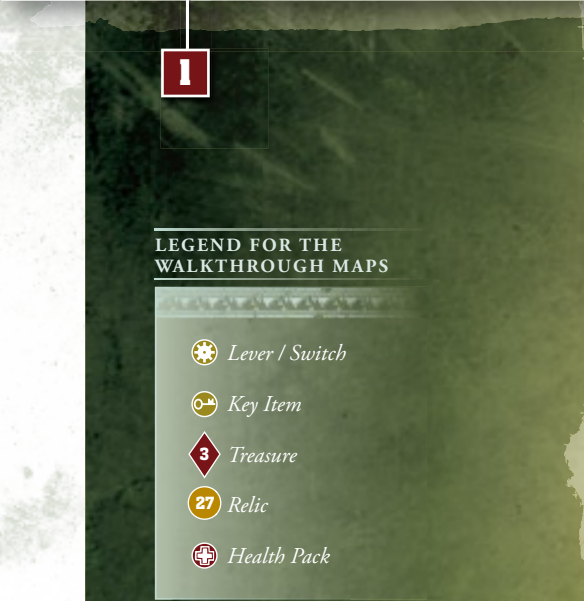 1
LEGEND FOR THE
WALKTHROUGH MAPS
Lever / Switch
Key Item
3 Treasure
27 Relic
Health Pack